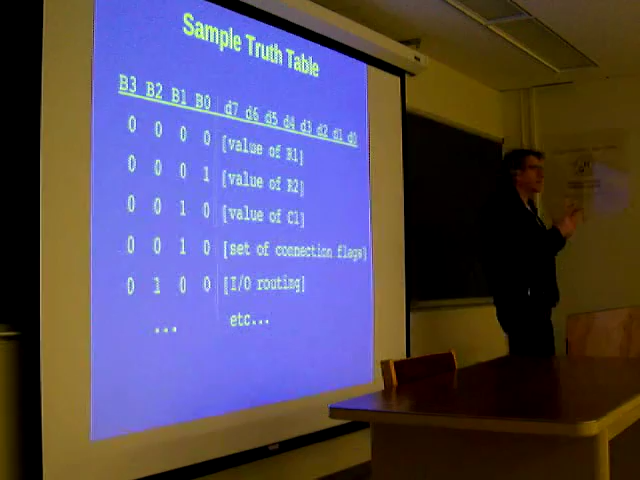 Sample Truth Table
B3 B2 B1 B0 d7 d6 d5 d4 d3 d2 d1 d0
0 0 0 0 [value of R1]
0 0 0 1 [value of R2]
0 0 1 0 [value of C1]
0 0 1 0 [set of connection flags]
0 1 0 0 [I/O routing]
... etc...